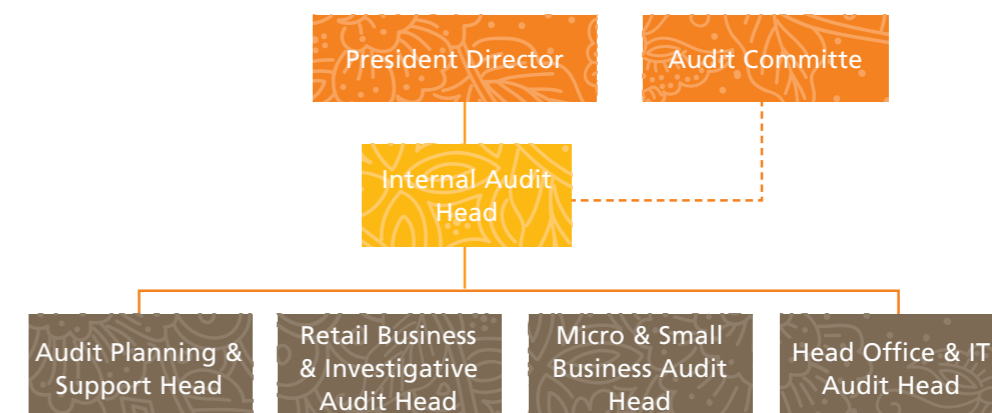 President Director
Audit Committe
Internal Audit
Head
Audit Planning &
Support Head
Retail Business
& Investigative
Audit Head
Micro & Small
Business Audit
Head
Head Office & IT
Audit Head